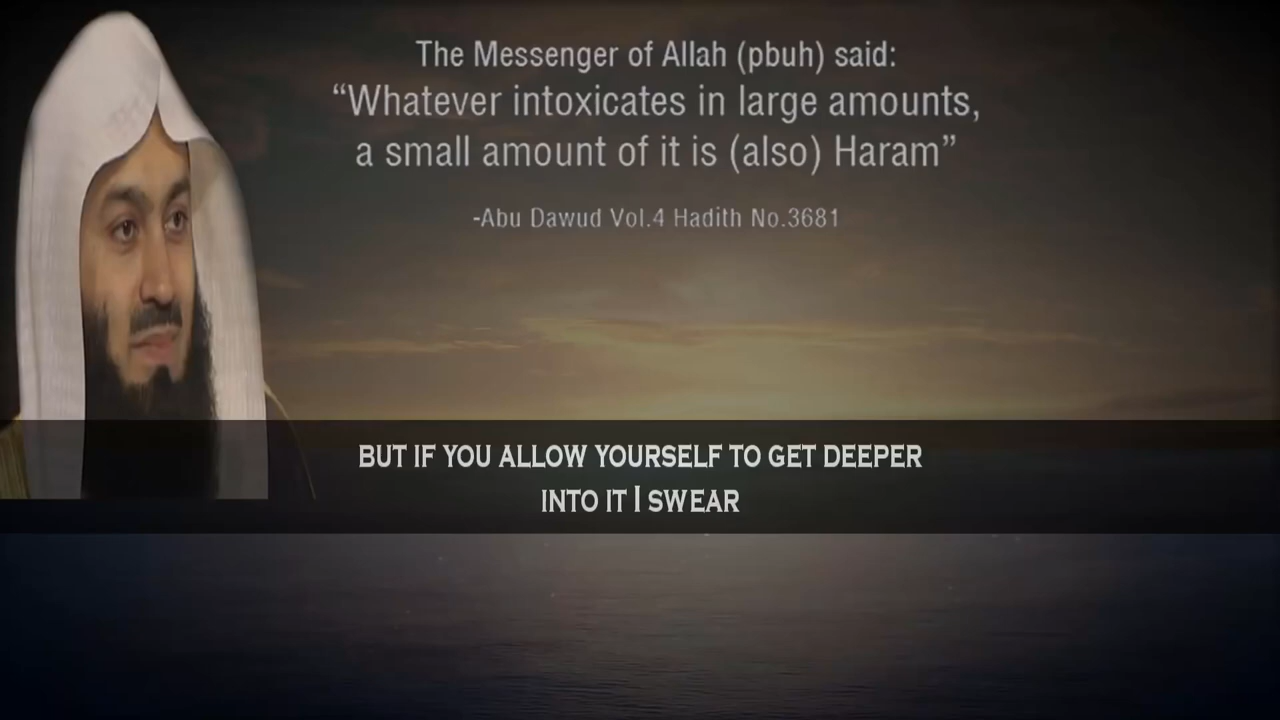 The Messenger of Allah (pbuh) said:
“Whatever intoxicates in large amounts,
a small amount of it is (also) Haram”
-Abu Dawud Vol.4 Hadith No.3681
BUT IF YOU ALLOW YOURSELF TO GET DEEPER
INTO IT I SWEAR